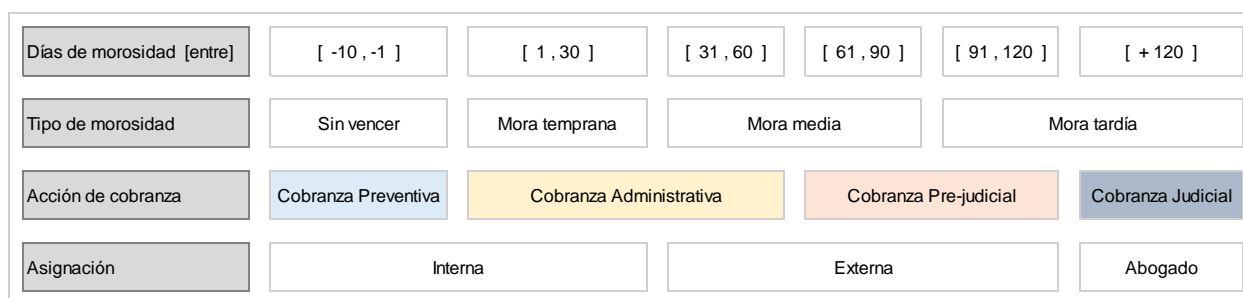 Días de morosidad [entre] [ -10 , -1 ] [ 1 , 30 ] [ 31 , 60 ] [ 61 , 90 ] [ 91 , 120 ] [ + 120 ]
Tipo de morosidad Sin vencer Mora temprana Mora media Mora tardía
Acción de cobranza Cobranza Preventiva Cobranza Administrativa Cobranza Pre-judicial Cobranza Judicial
Asignación Interna Externa Abogado